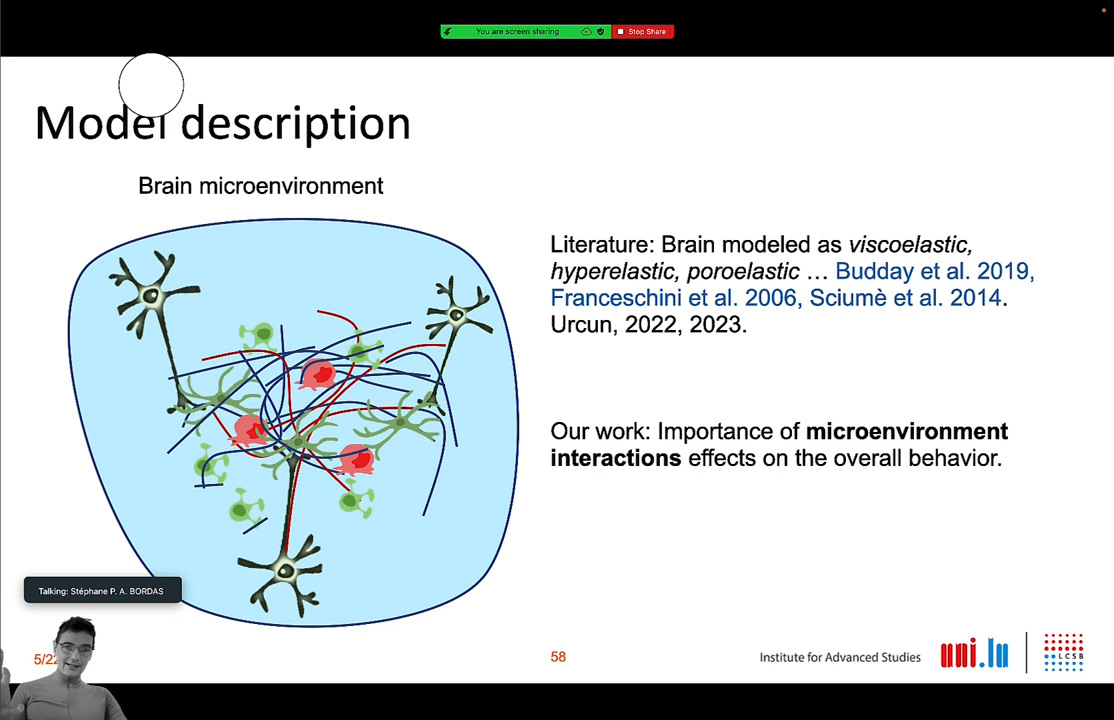 You are screen sharing
Stop Share
Model description
Brain microenvironment
Literature: Brain modeled as viscoelastic,
hyperelastic, poroelastic … Budday et al. 2019,
Franceschini et al. 2006, Sciumè et al. 2014.
Urcun, 2022, 2023.
Our work: Importance of microenvironment
interactions effects on the overall behavior.
Talking: Stéphane P. A. BORDAS
5/22
58
Institute for Advanced Studies
uni.lu
LCSB